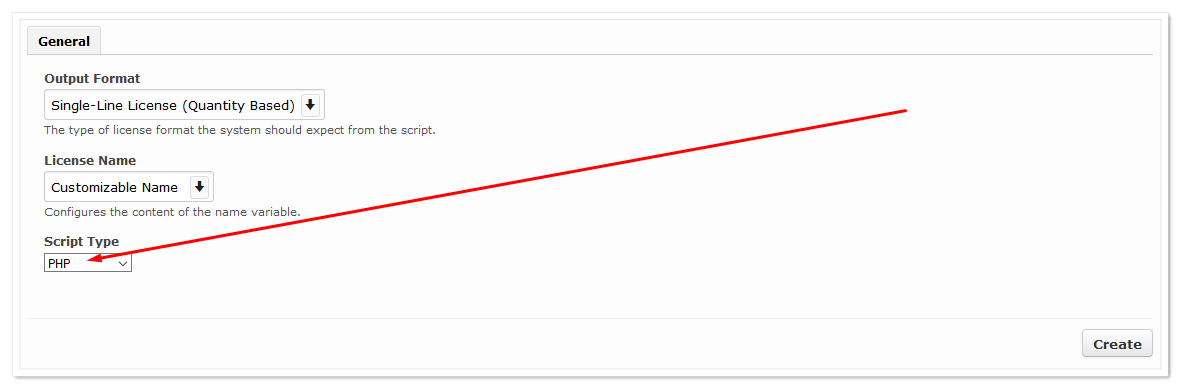 General
Output Format
Single-Line License (Quantity Based)
The type of license format the system should expect from the script.
License Name
Customizable Name
Configures the content of the name variable.
Script Type
PHP
Create